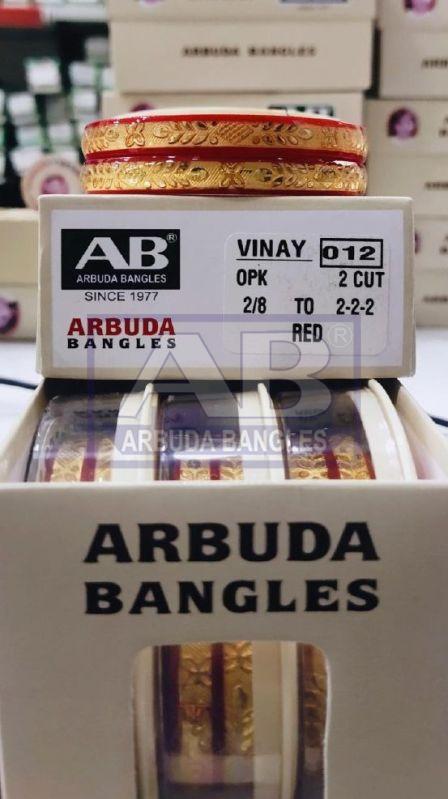 ARBUDA BANGLES
AB®
ARBUDA BANGLES
SINCE 1977
ARBUDA
BANGLES
VINAY 012
OPK 2 CUT
2/8 TO 2-2-2
RED
AB®
ARBUDA BANGLES
ARBUDA
BANGLES